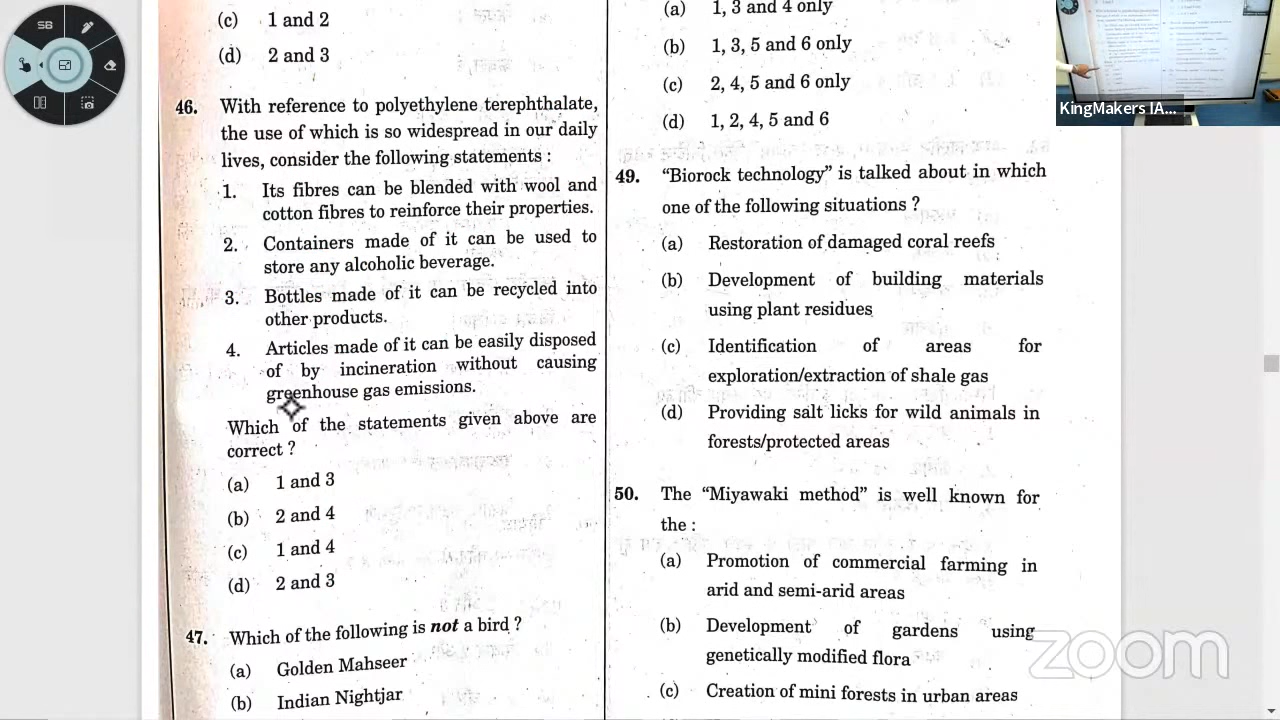 SB
(c) 1 and 2
(d) 2 and 3
46. With reference to polyethylene terephthalate,
the use of which is so widespread in our daily
lives, consider the following statements :
1. Its fibres can be blended with wool and
cotton fibres to reinforce their properties.
2. Containers made of it can be used to
store any alcoholic beverage.
3. Bottles made of it can be recycled into
other products.
4. Articles made of it can be easily disposed
of by incineration without causing
greenhouse gas emissions.
Which of the statements given above are
correct ?
(a) 1 and 3
(b) 2 and 4
(c) 1 and 4
(d) 2 and 3
47. Which of the following is not a bird ?
(a) Golden Mahseer
(b) Indian Nightjar
(a) 1, 3 and 4 only
(b) 1, 3, 5 and 6 only
(c) 2, 4, 5 and 6 only
(d) 1, 2, 4, 5 and 6
49. “Biorock technology” is talked about in which
one of the following situations ?
(a) Restoration of damaged coral reefs
(b) Development of building materials
using plant residues
(c) Identification of areas for
exploration/extraction of shale gas
(d) Providing salt licks for wild animals in
forests/protected areas
50. The “Miyawaki method” is well known for
the :
(a) Promotion of commercial farming in
arid and semi-arid areas
(b) Development of gardens using
genetically modified flora
(c) Creation of mini forests in urban areas
KingMakers IA...
zoom